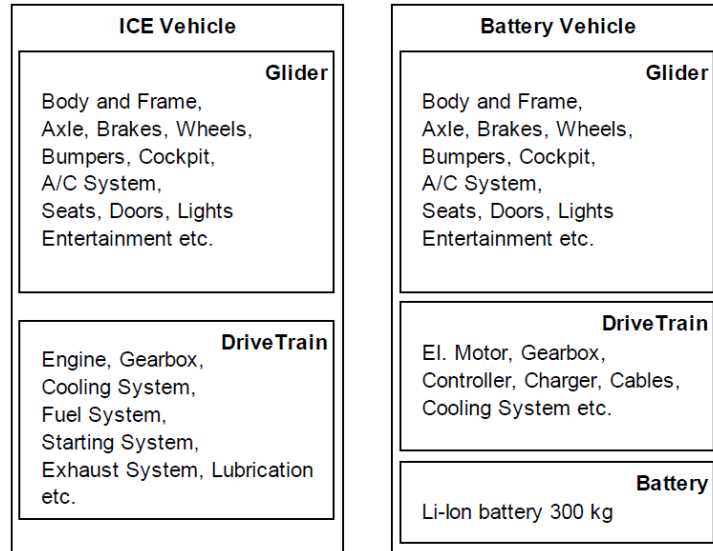 ICE Vehicle
Glider
Body and Frame,
Axle, Brakes, Wheels,
Bumpers, Cockpit,
A/C System,
Seats, Doors, Lights
Entertainment etc.
DriveTrain
Engine, Gearbox,
Cooling System,
Fuel System,
Starting System,
Exhaust System, Lubrication
etc.
Battery Vehicle
Glider
Body and Frame,
Axle, Brakes, Wheels,
Bumpers, Cockpit,
A/C System,
Seats, Doors, Lights
Entertainment etc.
DriveTrain
El. Motor, Gearbox,
Controller, Charger, Cables,
Cooling System etc.
Battery
Li-Ion battery 300 kg